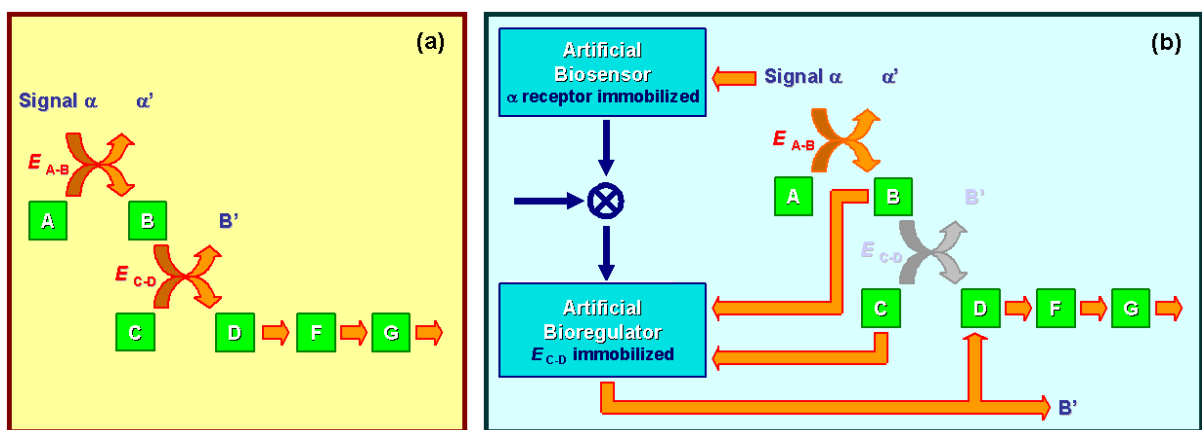 (a)
Signal α α’
E A-B
A B B’
E C-D
C D F G
(b)
Artificial
Biosensor
α receptor immobilized
Signal α α’
E A-B
A B B’
E C-D
Artificial
Bioregulator
E C-D immobilized
C D F G
B’